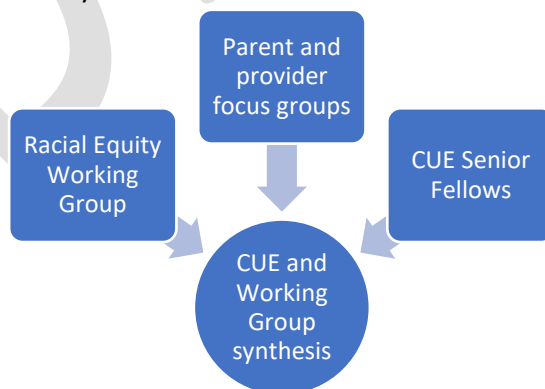 Parent and
provider
focus groups
Racial Equity
Working
Group
CUE Senior
Fellows
CUE and
Working
Group
synthesis